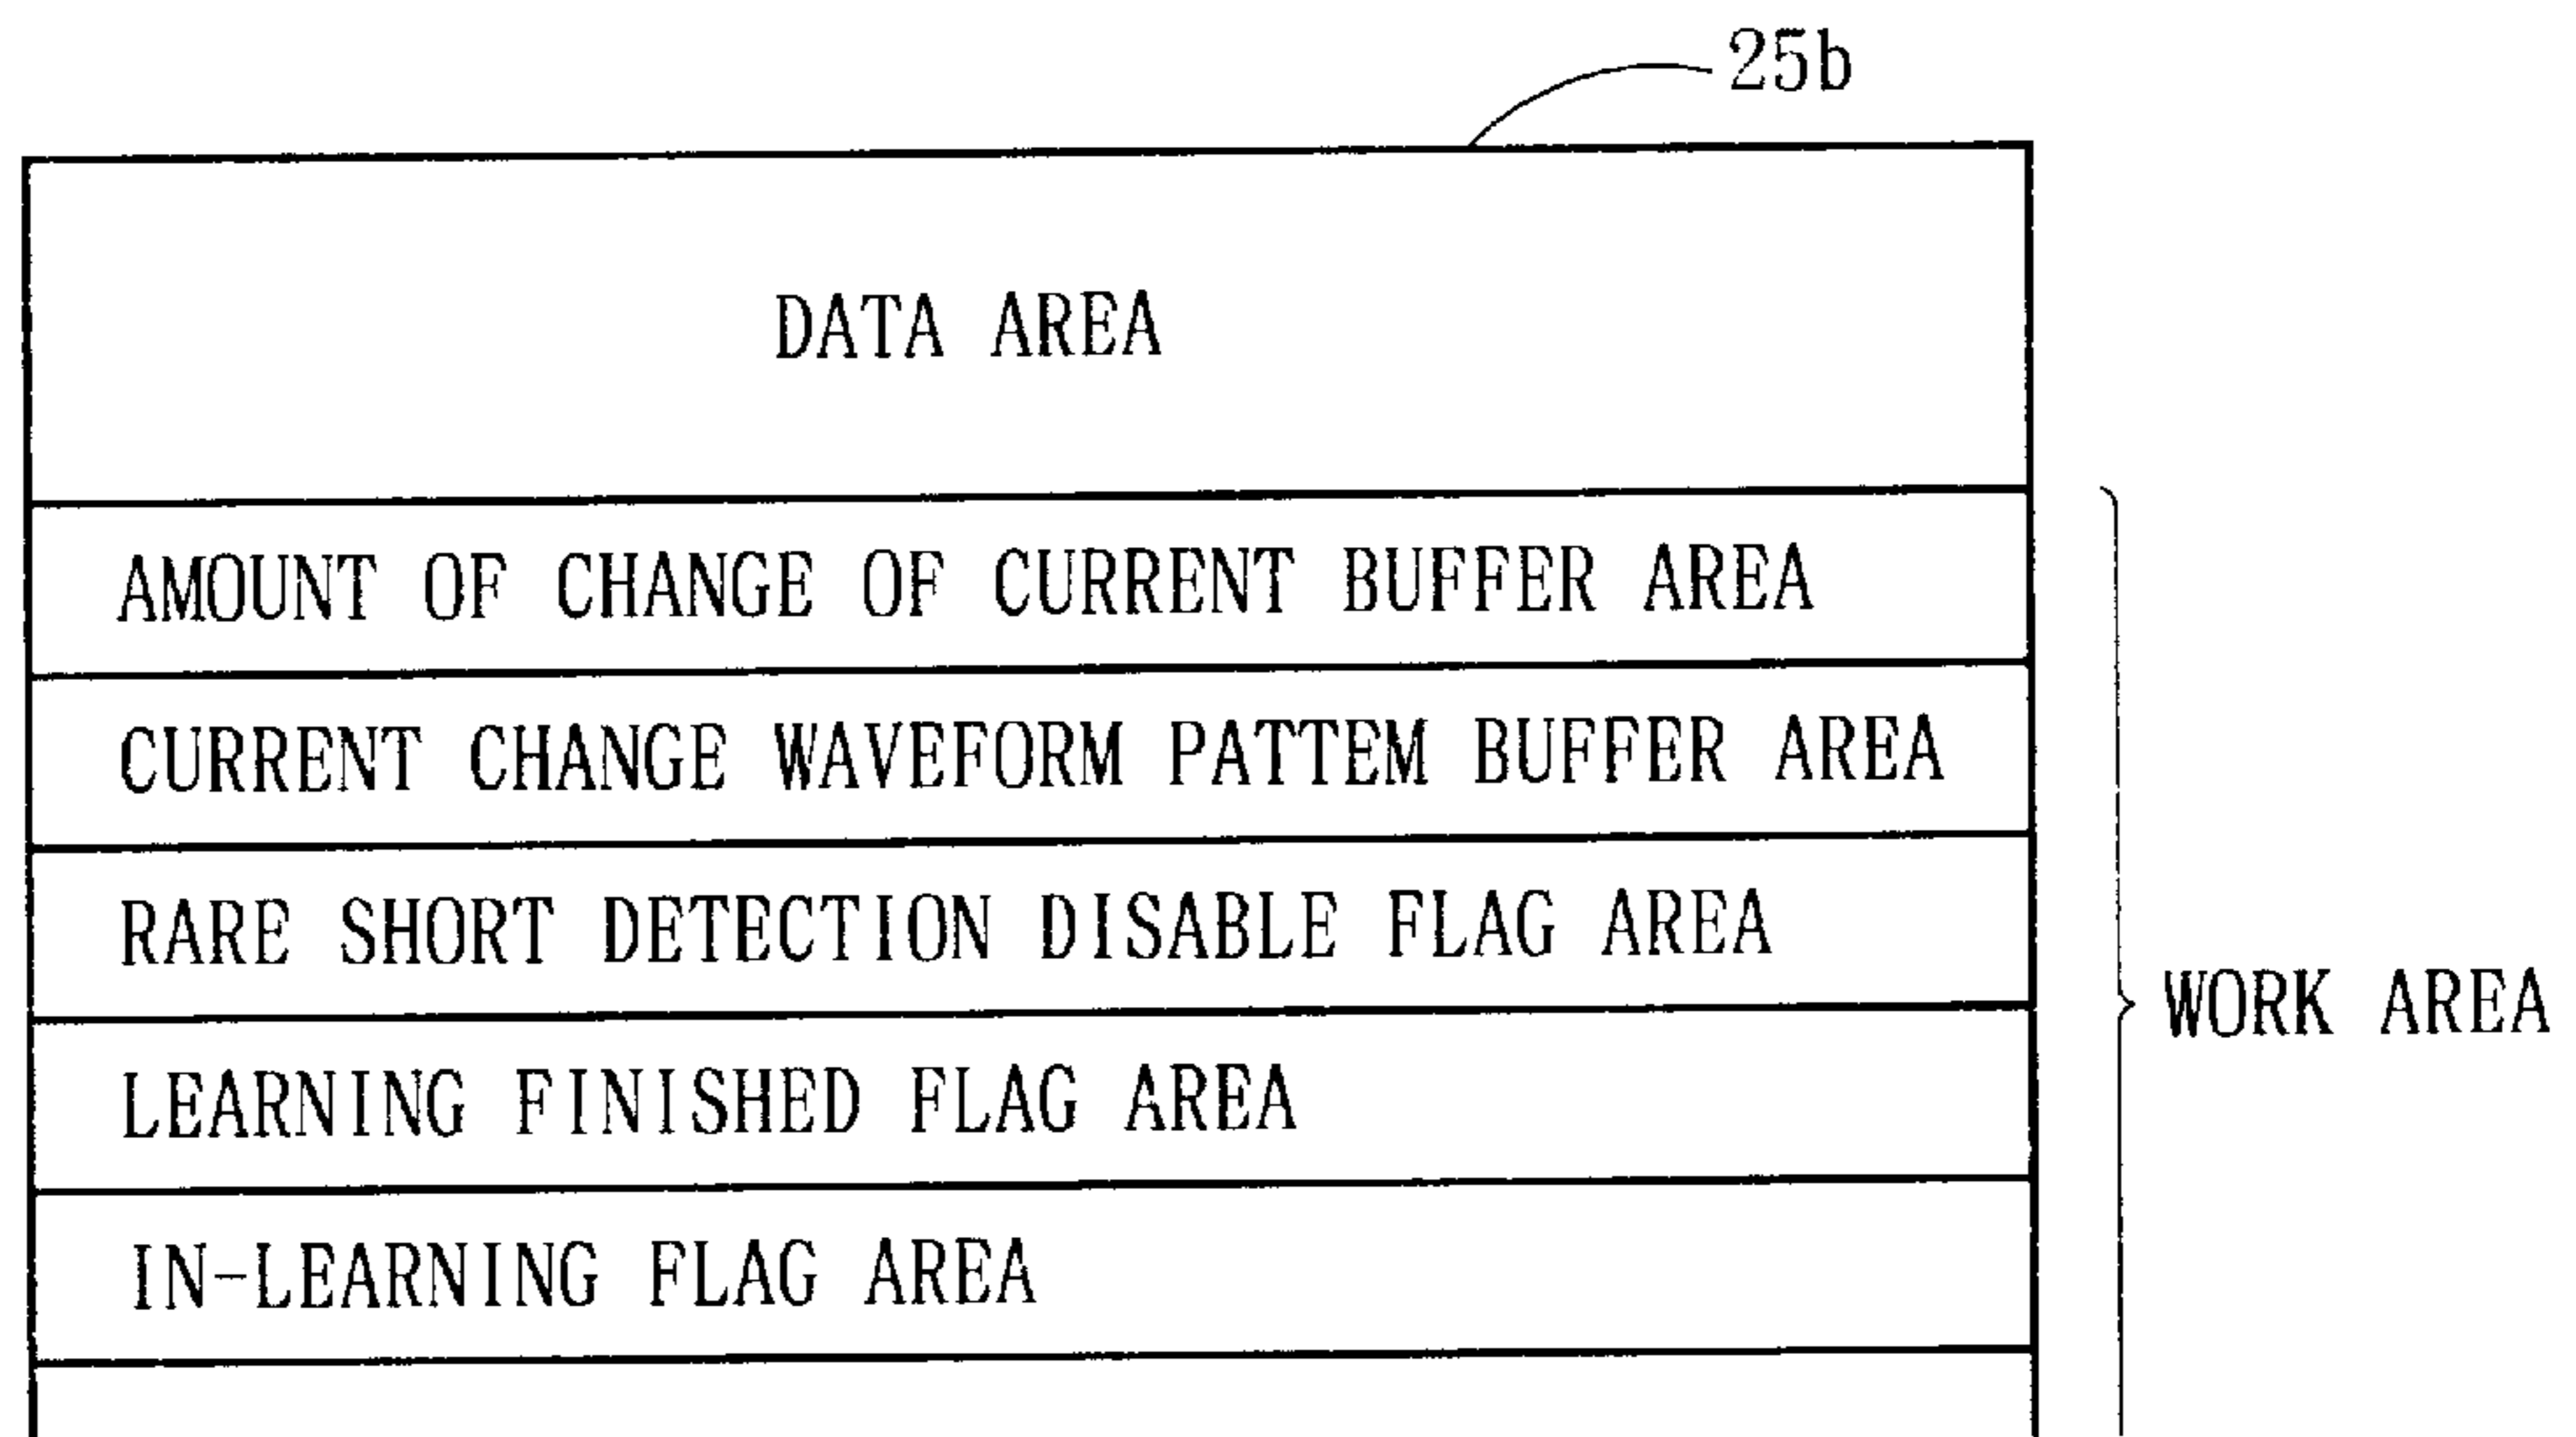 25b
DATA AREA
AMOUNT OF CHANGE OF CURRENT BUFFER AREA
CURRENT CHANGE WAVEFORM PATTEM BUFFER AREA
RARE SHORT DETECTION DISABLE FLAG AREA
WORK AREA
LEARNING FINISHED FLAG AREA
IN-LEARNING FLAG AREA